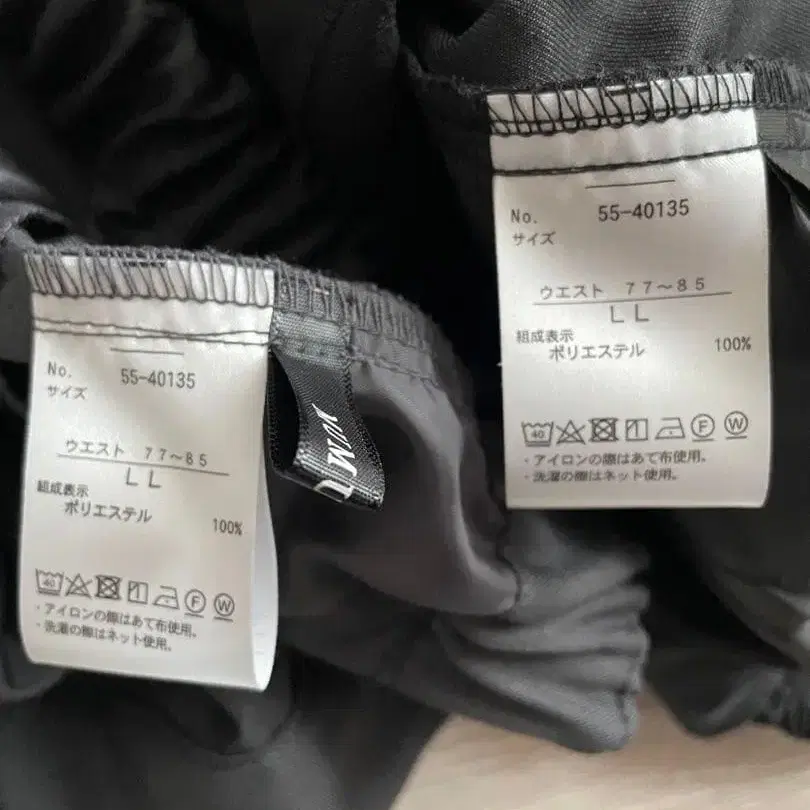 No. 55-40135
サイズ
ウエスト 77～85
LL
組成表示
ポリエステル 100%
40 F W
・アイロンの際はあて布使用。
・洗濯の際はネット使用。
No. 55-40135
サイズ
ウエスト 77～85
LL
組成表示
ポリエステル 100%
40 F W
・アイロンの際はあて布使用。
・洗濯の際はネット使用。